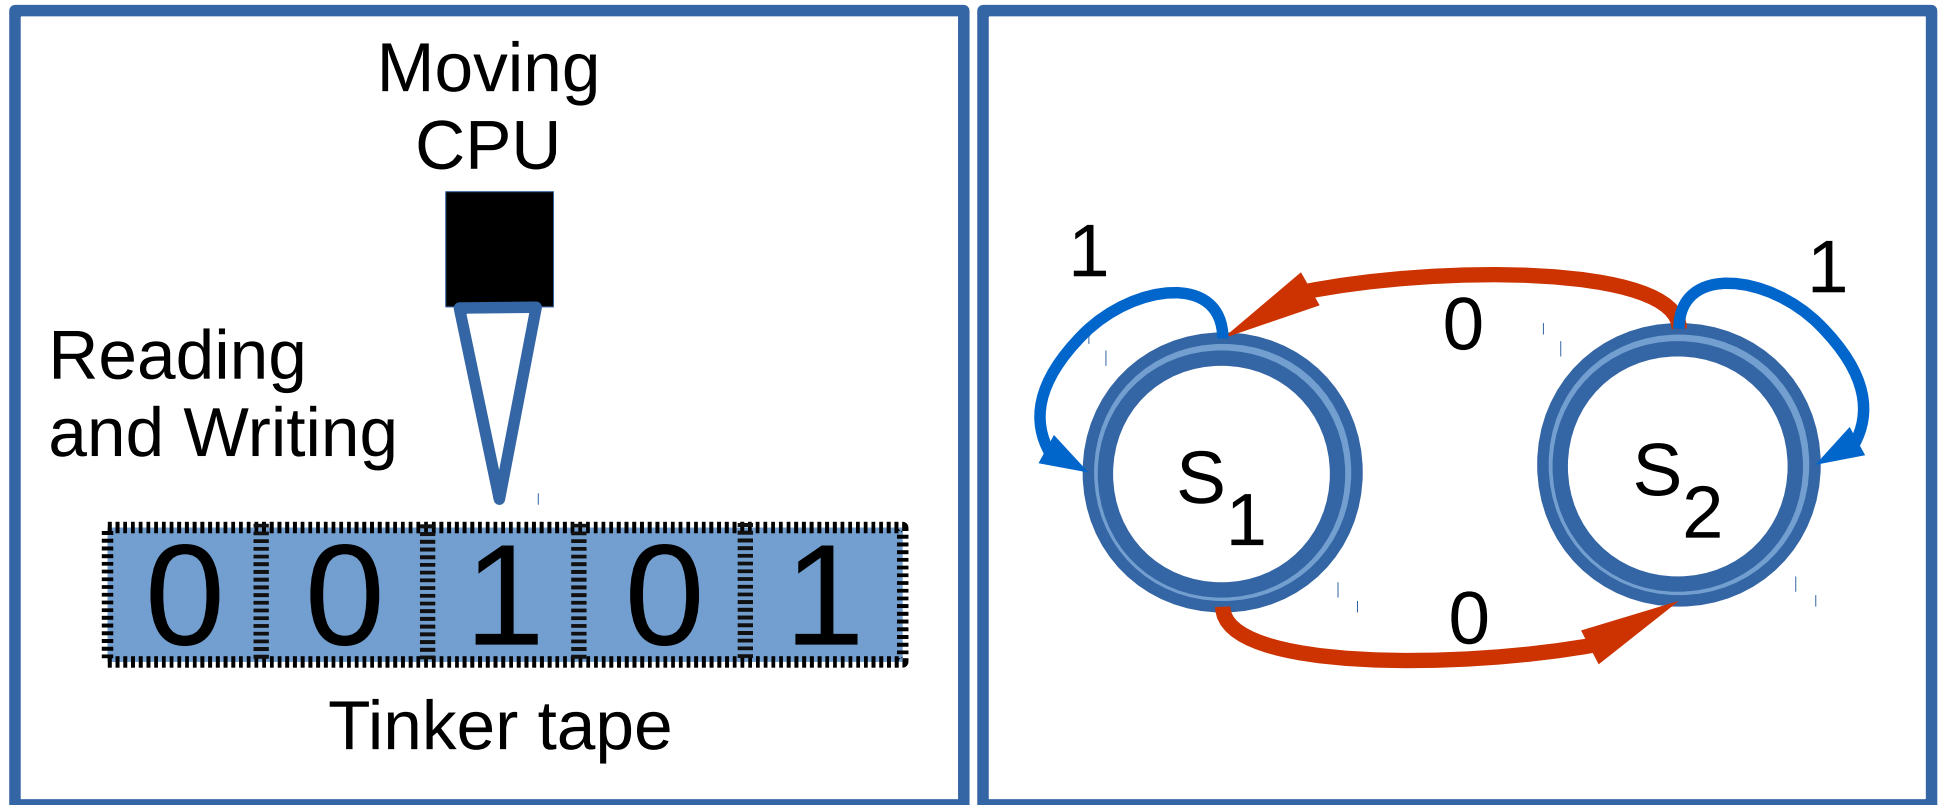 Moving
CPU
Reading
and Writing
0 0 1 0 1
Tinker tape
1
0
1
S1
S2
0